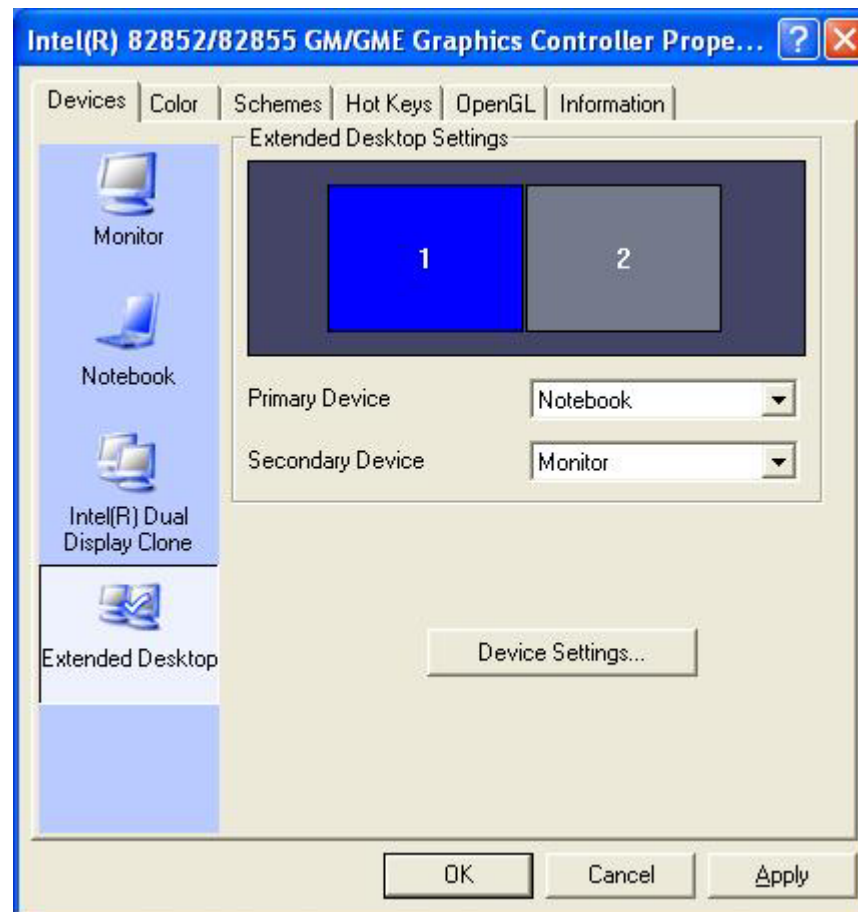 Intel(R) 82852/82855 GM/GME Graphics Controller Prope...
Devices Color Schemes Hot Keys OpenGL Information
Extended Desktop Settings
Monitor
1 2
Notebook
Primary Device Notebook
Secondary Device Monitor
Intel(R) Dual
Display Clone
Extended Desktop
Device Settings...
OK Cancel Apply